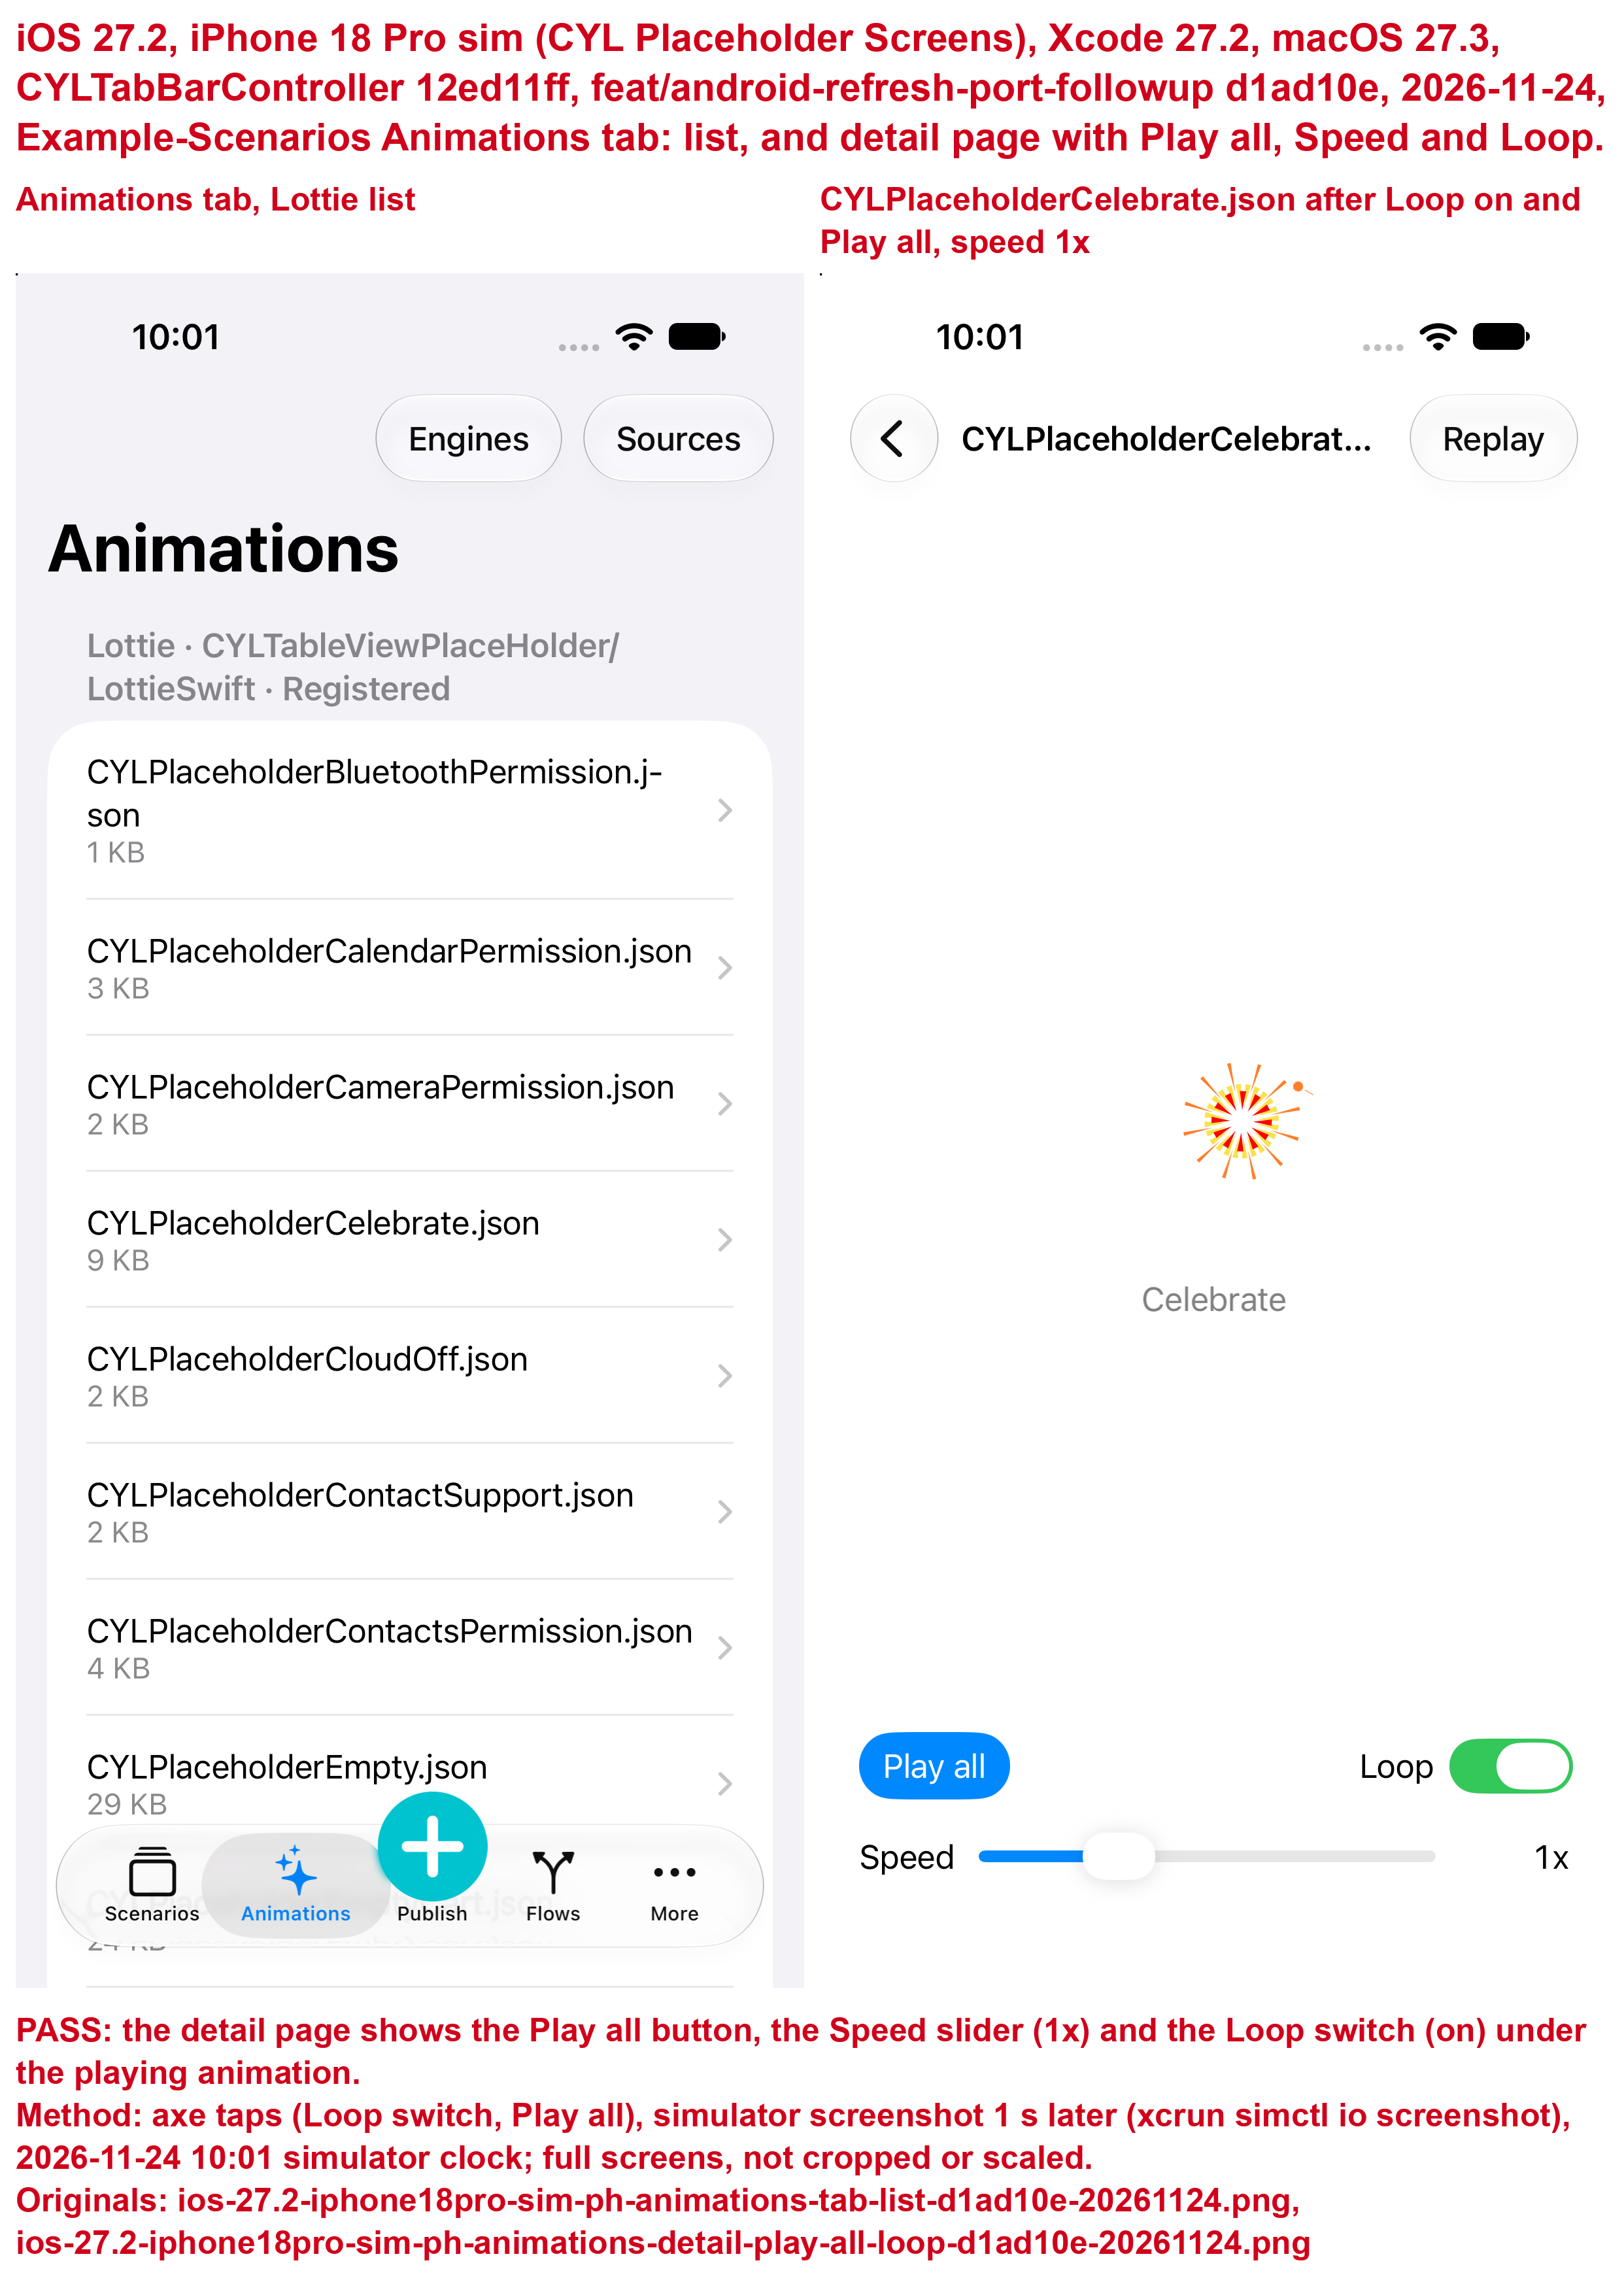 iOS 27.2, iPhone 18 Pro sim (CYL Placeholder Screens), Xcode 27.2, macOS 27.3,
CYLTabBarController 12ed11ff, feat/android-refresh-port-followup d1ad10e, 2026-11-24,
Example-Scenarios Animations tab: list, and detail page with Play all, Speed and Loop.
Animations tab, Lottie list
10:01
Engines
Sources
Animations
Lottie · CYLTableViewPlaceHolder/
LottieSwift · Registered
CYLPlaceholderBluetoothPermission.j-
son
1 KB
CYLPlaceholderCalendarPermission.json
3 KB
CYLPlaceholderCameraPermission.json
2 KB
CYLPlaceholderCelebrate.json
9 KB
CYLPlaceholderCloudOff.json
2 KB
CYLPlaceholderContactSupport.json
2 KB
CYLPlaceholderContactsPermission.json
4 KB
CYLPlaceholderEmpty.json
29 KB
Scenarios
Animations
Publish
Flows
More
CYLPlaceholderCelebrate.json after Loop on and
Play all, speed 1x
10:01
CYLPlaceholderCelebrat...
Replay
Celebrate
Play all
Loop
Speed
1x
PASS: the detail page shows the Play all button, the Speed slider (1x) and the Loop switch (on) under
the playing animation.
Method: axe taps (Loop switch, Play all), simulator screenshot 1 s later (xcrun simctl io screenshot),
2026-11-24 10:01 simulator clock; full screens, not cropped or scaled.
Originals: ios-27.2-iphone18pro-sim-ph-animations-tab-list-d1ad10e-20261124.png,
ios-27.2-iphone18pro-sim-ph-animations-detail-play-all-loop-d1ad10e-20261124.png